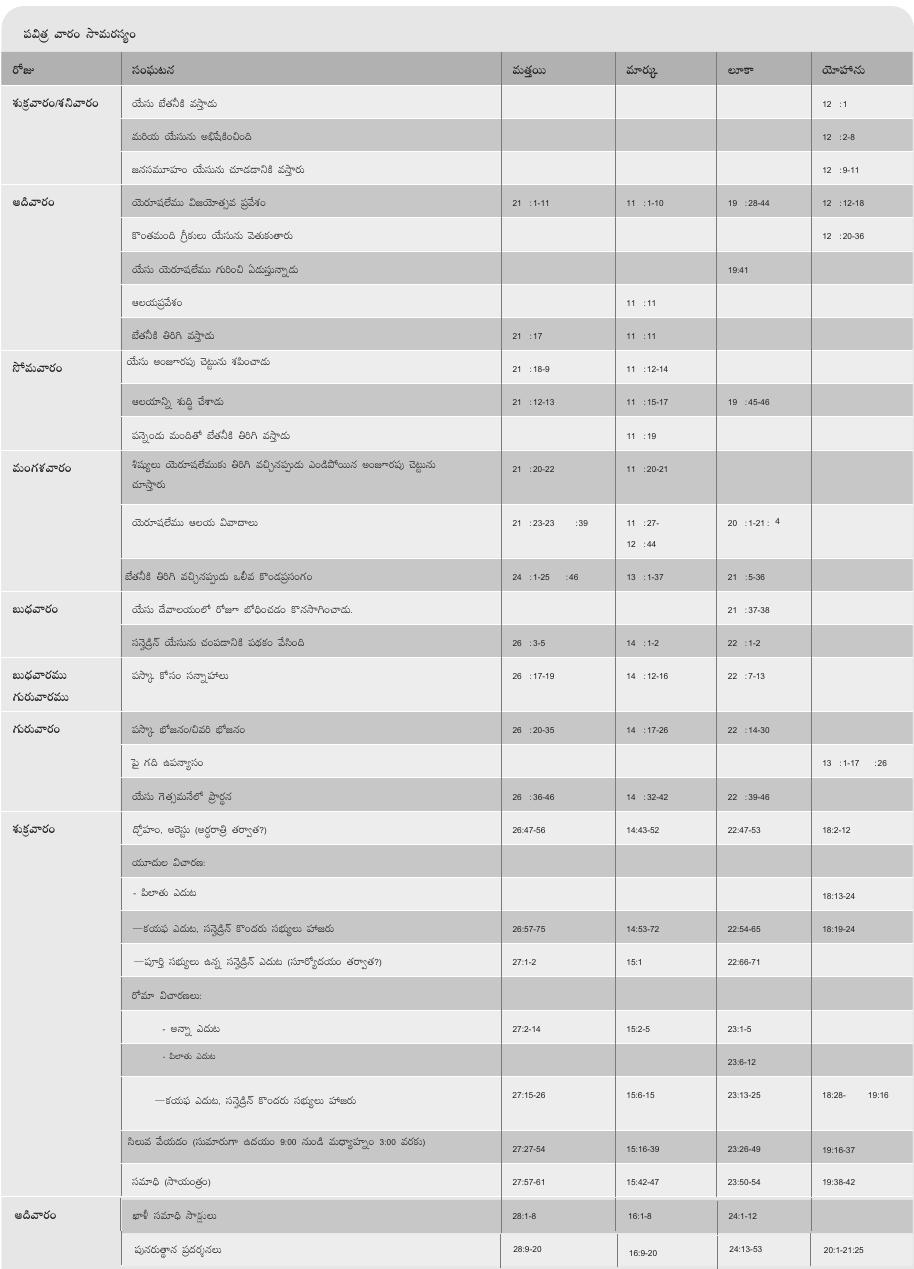 పవిత్ర వారం సామరస్యం
రోజు సంఘటన మత్తయి మార్కు లూకా యోహాను
శుక్రవారం/శనివారం యేసు బేతనీకి వస్తాడు 12 :1
మరియ యేసును అభిషేకించింది 12 :2-8
జనసమూహం యేసును చూడడానికి వస్తారు 12 :9-11
అదివారం యెరూషలేము విజయోత్సవ ప్రవేశం 21 :1-11 11 :1-10 19 :28-44 12 :12-18
కొంతమంది గ్రీకులు యేసును వెతుకుతారు 12 :20-36
యేసు యెరూషలేము గురించి ఏడుస్తున్నాడు 19:41
ఆలయప్రవేశం 11 :11
బేతనీకి తిరిగి వస్తాడు 21 :17 11 :11
సోమవారం యేసు అంజూరపు చెట్టును శపించాడు 21 :18-9 11 :12-14
ఆలయాన్ని శుద్ధి చేశాడు 21 :12-13 11 :15-17 19 :45-46
పన్నెండు మందితో బేతనీకి తిరిగి వస్తాడు 11 :19
మంగళవారం శిష్యులు యెరూషలేముకు తిరిగి వచ్చినప్పుడు ఎండిపోయిన అంజూరపు చెట్టును 21 :20-22 11 :20-21
చూస్తారు
యెరూషలేము ఆలయ వివాదాలు 21 :23-23 :39 11 :27- 20 :1-21 : 4
12 :44
బేతనీకి తిరిగి వచ్చినప్పుడు ఒలీవ కొండప్రసంగం 24 :1-25 :46 13 :1-37 21 :5-36
బుధవారం యేసు దేవాలయంలో రోజూ బోధించడం కొనసాగించాడు. 21 :37-38
సన్హెడ్రిన్ యేసును చంపడానికి పథకం వేసింది 26 :3-5 14 :1-2 22 :1-2
బుధవారము పస్కా కోసం సన్నాహాలు 26 :17-19 14 :12-16 22 :7-13
గురువారము
గురువారం పస్కా భోజనం/చివరి భోజనం 26 :20-35 14 :17-26 22 :14-30
పై గది ఉపన్యాసం 13 :1-17 :26
యేసు గెత్సమనేలో ప్రార్థన 26 :36-46 14 :32-42 22 :39-46
శుక్రవారం ద్రోహం, అరెస్టు (అర్ధరాత్రి తర్వాత?) 26:47-56 14:43-52 22:47-53 18:2-12
యూదుల విచారణ:
- పిలాతు ఎదుట 18:13-24
—కయప ఎదుట, సన్హెడ్రిన్ కొందరు సభ్యులు హాజరు 26:57-75 14:53-72 22:54-65 18:19-24
—పూర్తి సభ్యులు ఉన్న సన్హెడ్రిన్ ఎదుట (సూర్యోదయం తర్వాత?) 27:1-2 15:1 22:66-71
రోమా విచారణలు:
- అన్నా ఎదుట 27:2-14 15:2-5 23:1-5
- పిలాతు ఎదుట 23:6-12
—కయప ఎదుట, సన్హెడ్రిన్ కొందరు సభ్యులు హాజరు 27:15-26 15:6-15 23:13-25 18:28- 19:16
సిలువ వేయడం (సుమారుగా ఉదయం 9:00 నుండి మధ్యాహ్నం 3:00 వరకు) 27:27-54 15:16-39 23:26-49 19:16-37
సమాధి (సాయంత్రం) 27:57-61 15:42-47 23:50-54 19:38-42
అదివారం ఖాళీ సమాధి సాక్షులు 28:1-8 16:1-8 24:1-12
పునరుత్థాన ప్రదర్శనలు 28:9-20 16:9-20 24:13-53 20:1-21:25